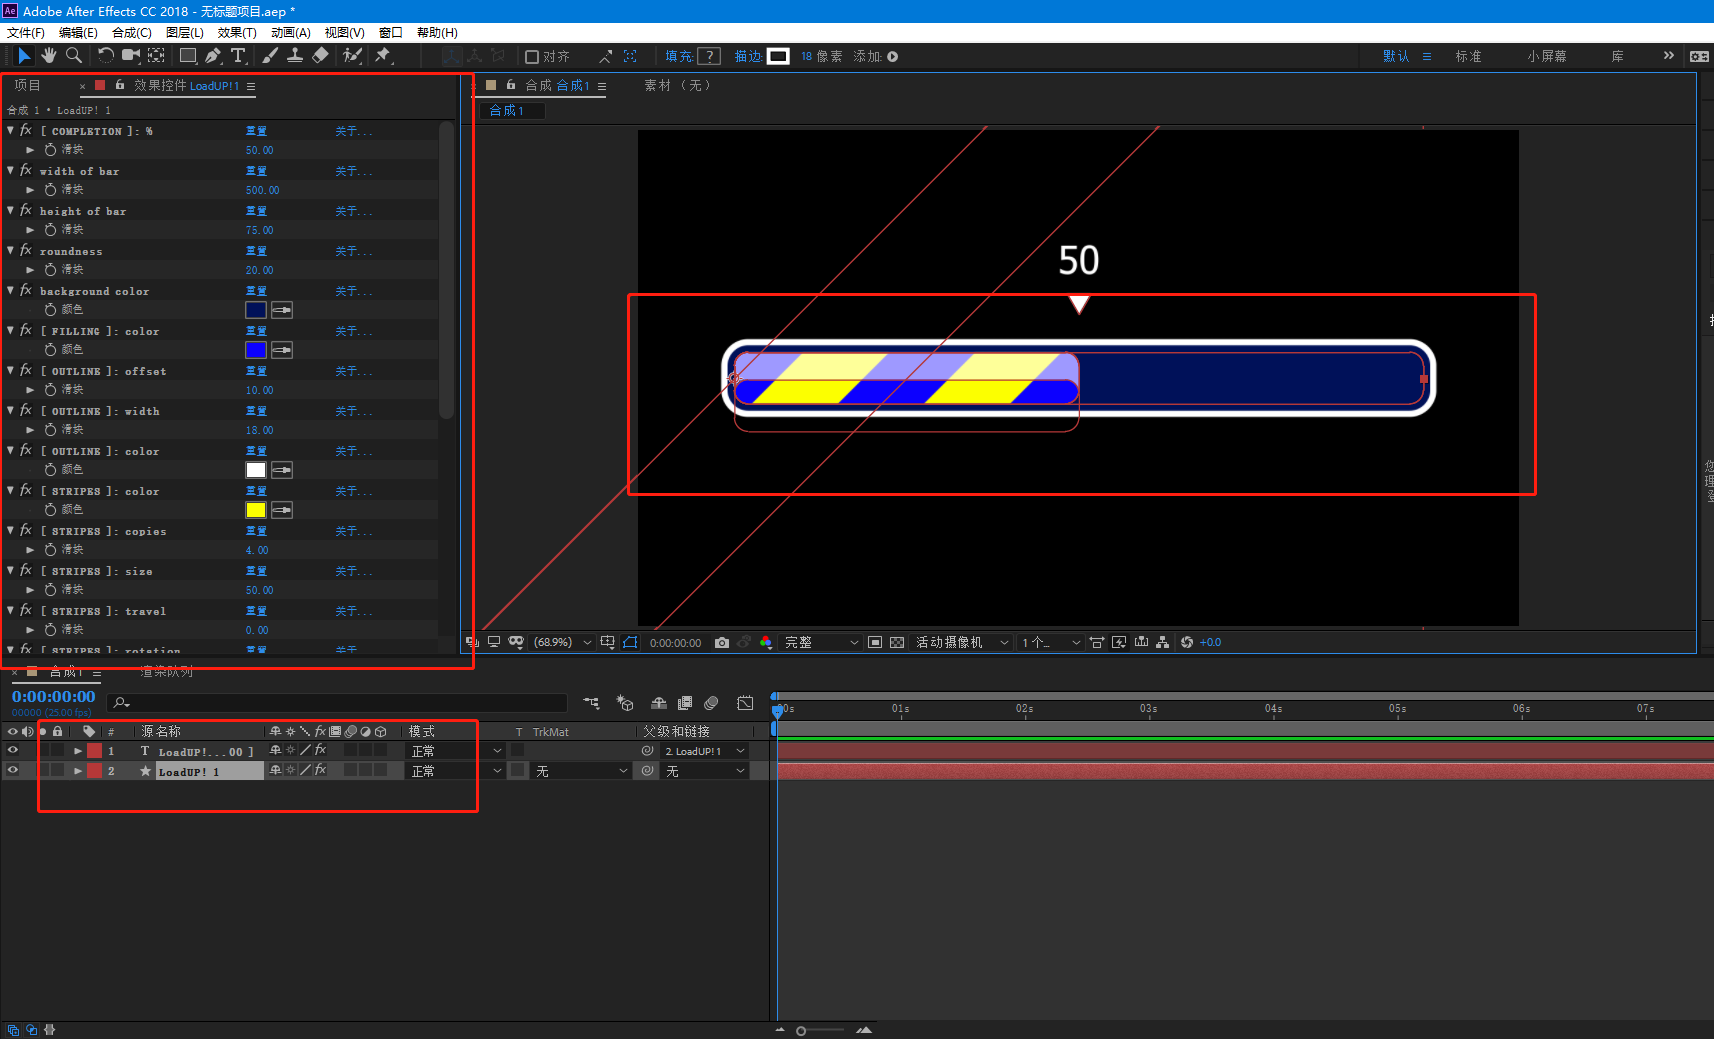 Ae Adobe After Effects CC 2018 - 无标题项目.aep *
文件(F) 编辑(E) 合成(C) 图层(L) 效果(T) 动画(A) 视图(V) 窗口 帮助(H)
对齐 填充: ? 描边: 18 像素 添加: 默认 标准 小屏幕 库
项目 × 效果控件 LoadUP! 1
合成 1 • LoadUP! 1
fx [ COMPLETION ]: % 重置 关于...
滑块 50.00
fx width of bar 重置 关于...
滑块 500.00
fx height of bar 重置 关于...
滑块 75.00
fx roundness 重置 关于...
滑块 20.00
fx background color 重置 关于...
颜色
fx [ FILLING ]: color 重置 关于...
颜色
fx [ OUTLINE ]: offset 重置 关于...
滑块 10.00
fx [ OUTLINE ]: width 重置 关于...
滑块 18.00
fx [ OUTLINE ]: color 重置 关于...
颜色
fx [ STRIPES ]: color 重置 关于...
颜色
fx [ STRIPES ]: copies 重置 关于...
滑块 4.00
fx [ STRIPES ]: size 重置 关于...
滑块 50.00
fx [ STRIPES ]: travel 重置 关于...
滑块 0.00
fx [ STRIPES ]: rotation 重置 关于...
合成 合成1 素材 （无）
合成1
50
(68.9%) 0:00:00:00 完整 活动摄像机 1个... +0.0
× 合成1 渲染队列
0:00:00:00
00000 (25.00 fps)
# 源名称 fx 模式 T TrkMat 父级和链接
1 T LoadUP!...00 ] fx 正常 2. LoadUP! 1
2 LoadUP! 1 fx 正常 无 无
00s 01s 02s 03s 04s 05s 06s 07s
您
理